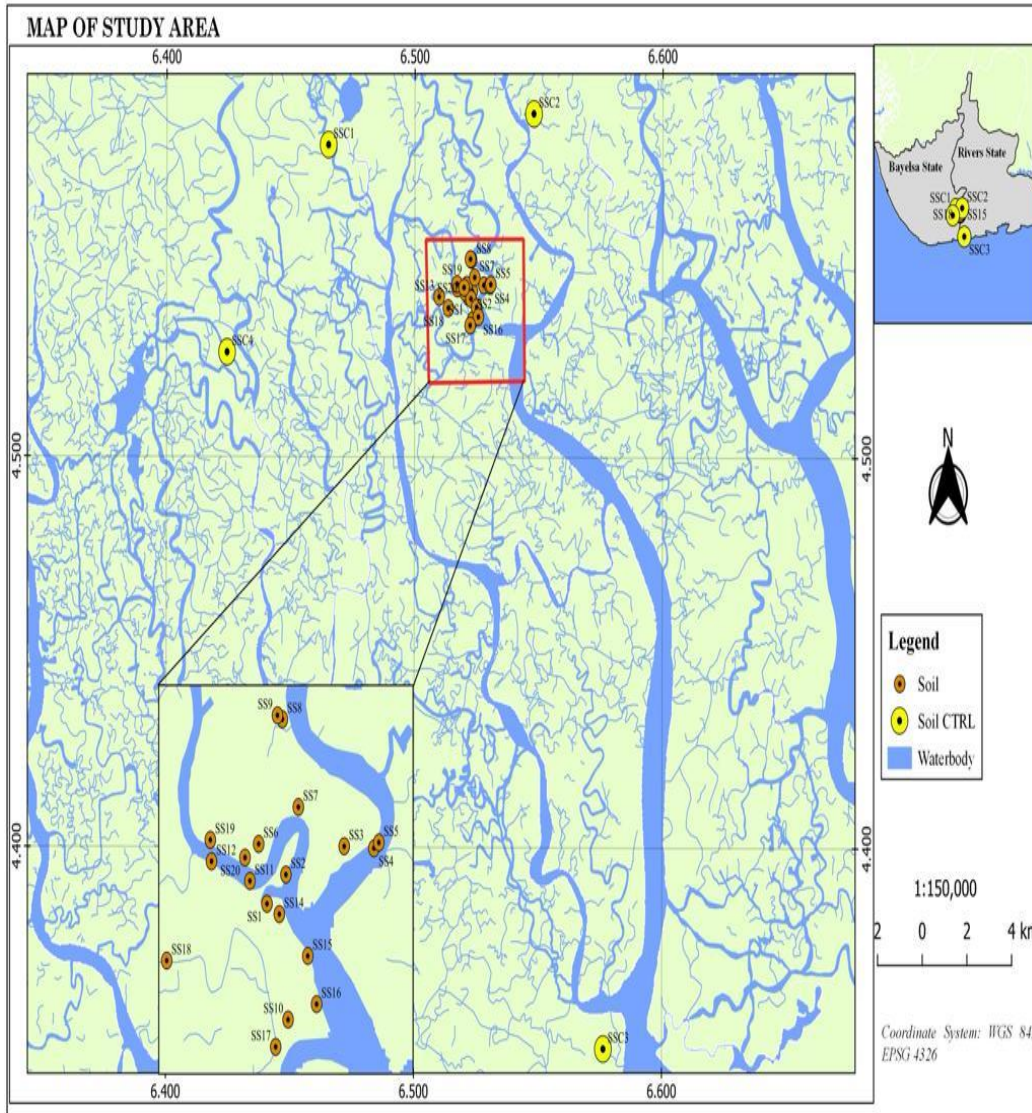 MAP OF STUDY AREA
6.400
6.500
6.600
SSC2
SSC1
SS8
SS7
SS19
SS5
SS13
SS4
SS2
SS18
SS16
SS17
SSC4
4.500
4.500
Bayelsa State
Rivers State
SSC1
SSC2
SS15
SSC3
N
Legend
Soil
Soil CTRL
Waterbody
SS9
SS8
SS7
SS19
SS6
SS3
SS5
SS12
SS4
SS20
SS11
SS2
SS1
SS14
SS15
SS18
SS16
SS10
SS17
4.400
4.400
1:150,000
2 0 2 4 km
SSC3
Coordinate System: WGS 84
EPSG 4326
6.400
6.500
6.600